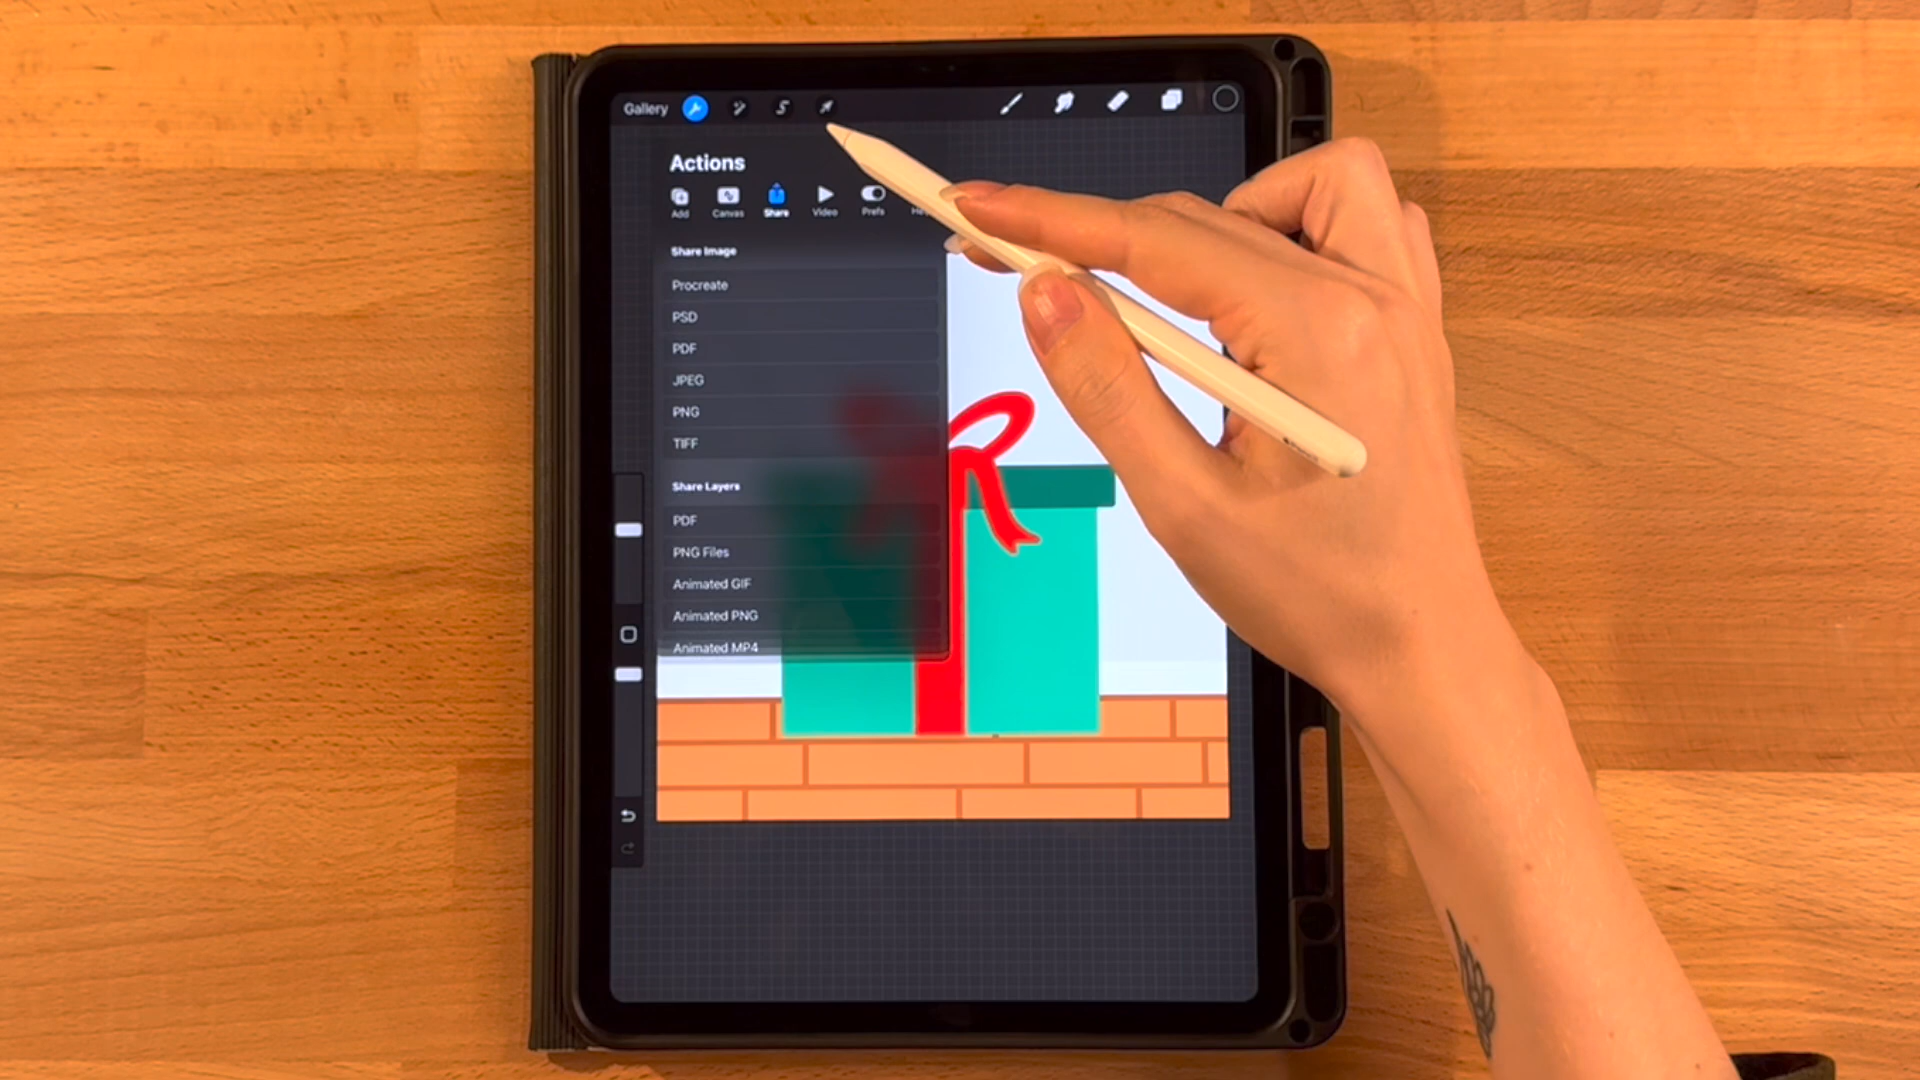 Gallery
Actions
Add Canvas Share Video Prefs
Share Image
Procreate
PSD
PDF
JPEG
PNG
TIFF
Share Layers
PDF
PNG Files
Animated GIF
Animated PNG
Animated MP4